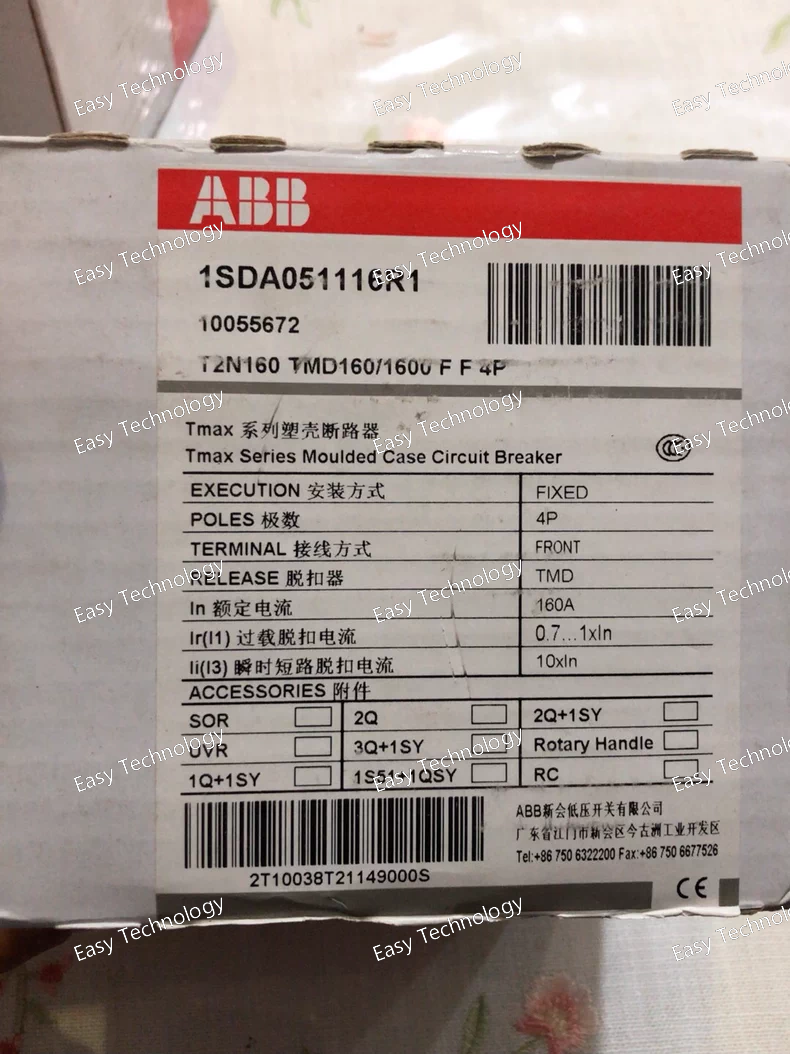 ABB
1SDA051116R1
10055672
T2N160 TMD160/1600 F F 4P
Tmax 系列塑壳断路器
Tmax Series Moulded Case Circuit Breaker
EXECUTION 安装方式 FIXED
POLES 极数 4P
TERMINAL 接线方式 FRONT
RELEASE 脱扣器 TMD
In 额定电流 160A
Ir(I1) 过载脱扣电流 0.7...1xIn
Ii(I3) 瞬时短路脱扣电流 10xIn
ACCESSORIES 附件
SOR 2Q 2Q+1SY
UVR 3Q+1SY Rotary Handle
1Q+1SY 1S51+1QSY RC
ABB新会低压开关有限公司
广东省江门市新会区今古洲工业开发区
Tel:+86 750 6322200 Fax:+86 750 6677526
2T10038T21149000S
CE
Easy Technology